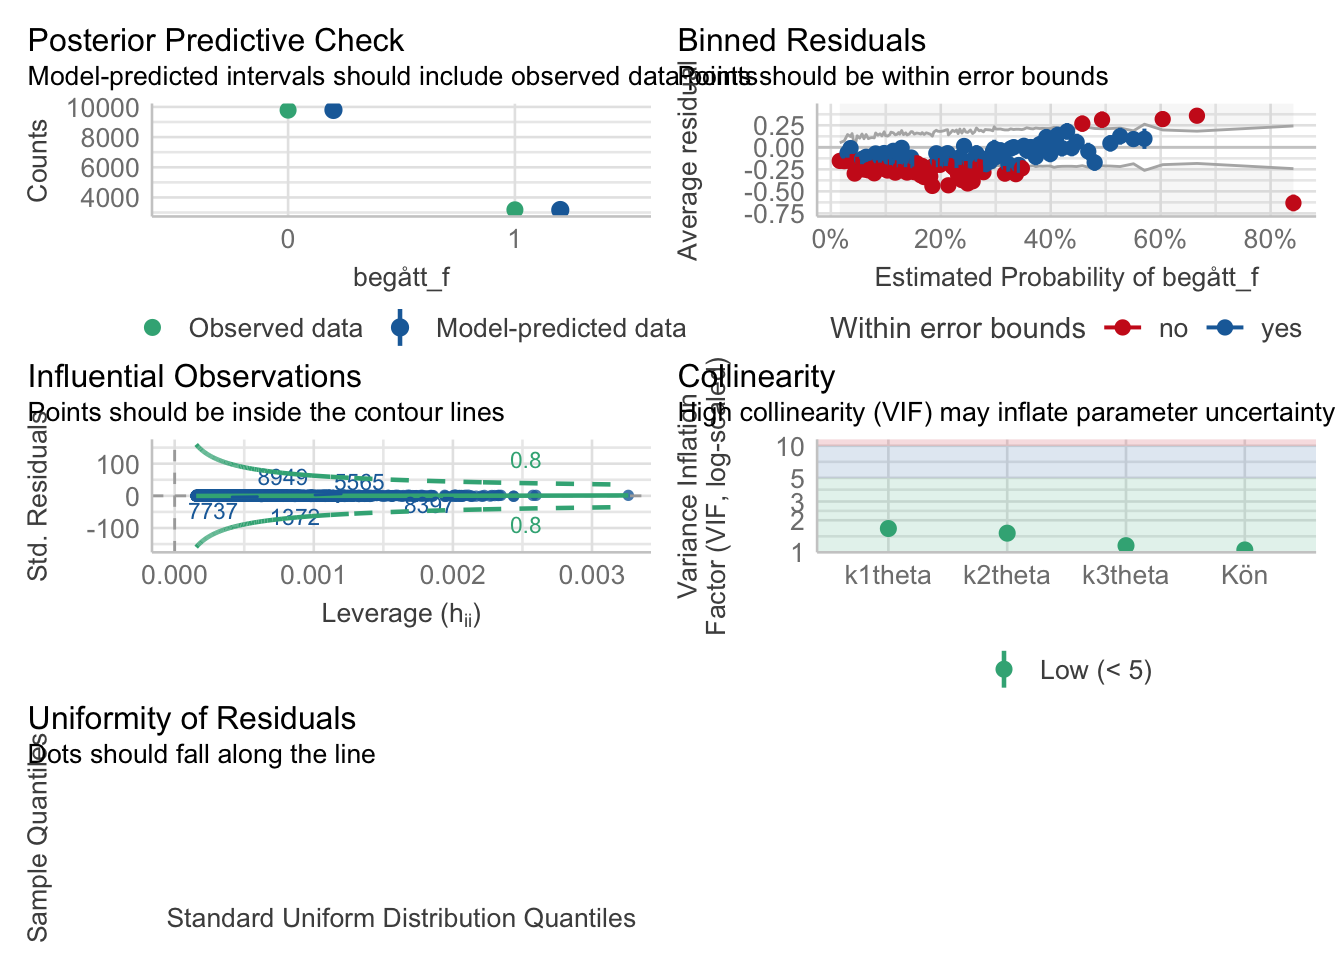 Posterior Predictive Check
Model-predicted intervals should include observed data points
Counts
10000
8000
6000
4000
0
1
begått_f
Observed data
Model-predicted data
Binned Residuals
Points should be within error bounds
Average residual
0.25
0.00
-0.25
-0.50
-0.75
0%
20%
40%
60%
80%
Estimated Probability of begått_f
Within error bounds
no
yes
Influential Observations
Points should be inside the contour lines
Std. Residuals
100
0
-100
0.8
8949
5565
7737
1372
8397
0.8
0.000
0.001
0.002
0.003
Leverage (hii)
Collinearity
High collinearity (VIF) may inflate parameter uncertainty
Variance Inflation
Factor (VIF, log-scaled)
10
5
3
2
1
k1theta
k2theta
k3theta
Kön
Low (< 5)
Uniformity of Residuals
Dots should fall along the line
Sample Quantiles
Standard Uniform Distribution Quantiles